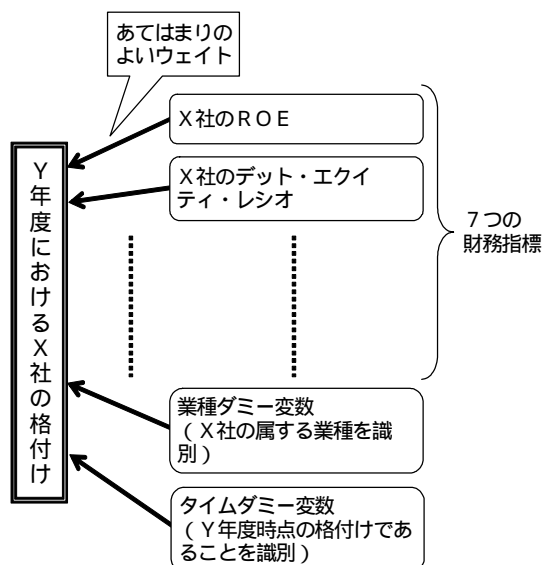 あてはまりの
よいウェイト
X社のROE
X社のデット・エクイ
ティ・レシオ
7つの
財務指標
Y年度におけるX社の格付け
業種ダミー変数
(X社の属する業種を識
別)
タイムダミー変数
(Y年度時点の格付けであ
ることを識別)